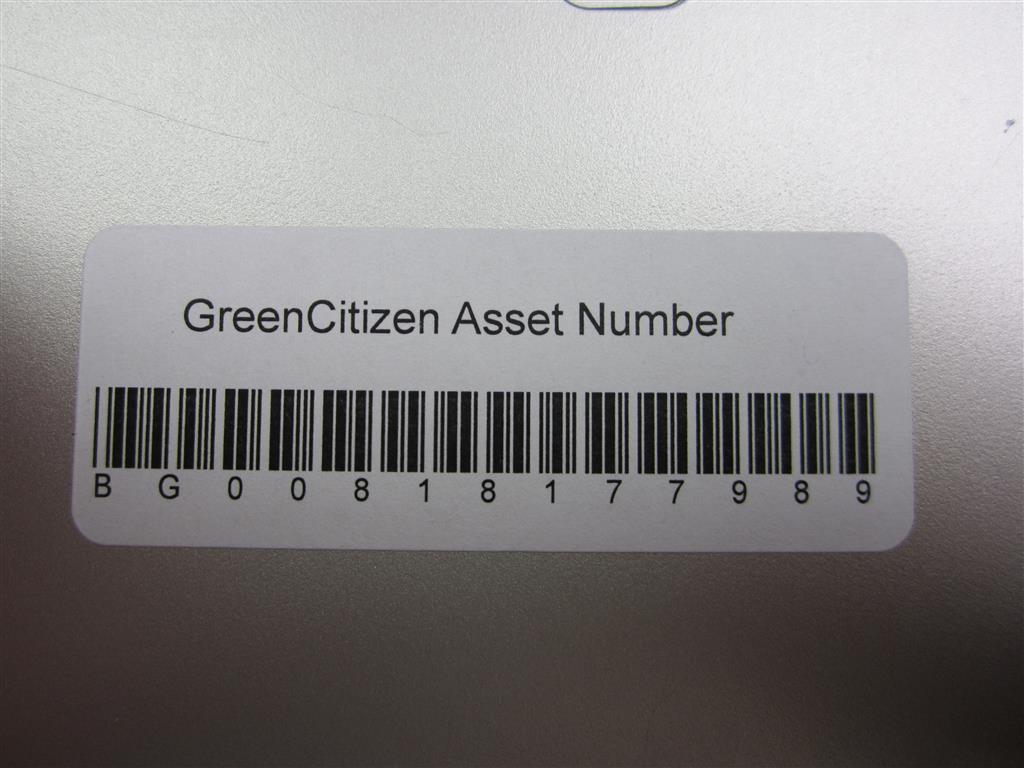 GreenCitizen Asset Number
B G 0 0 8 1 8 1 7 7 9 8 9